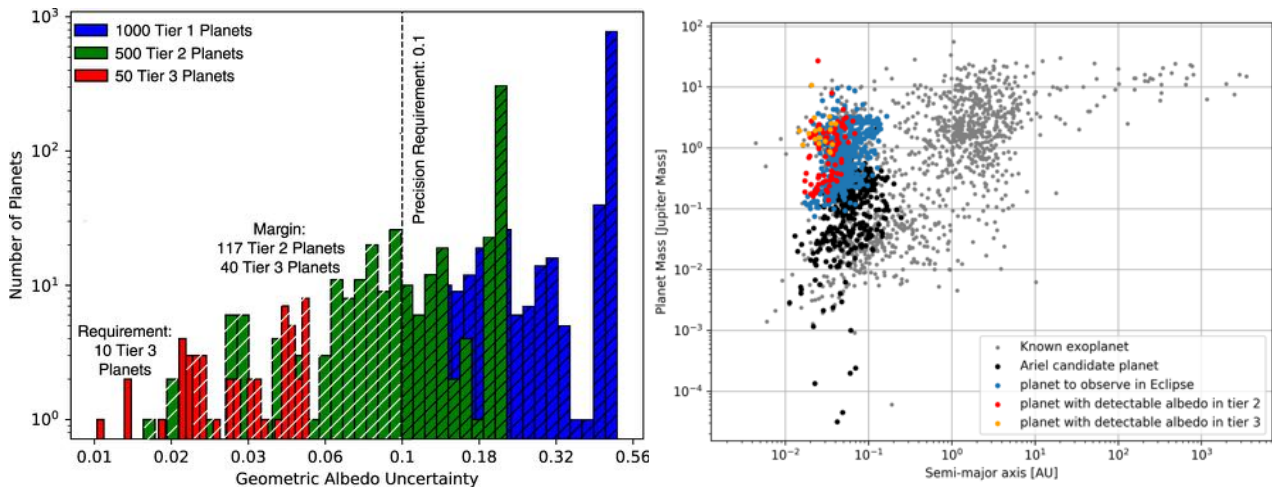 1000 Tier 1 Planets
500 Tier 2 Planets
50 Tier 3 Planets
Precision Requirement: 0.1
Margin:
117 Tier 2 Planets
40 Tier 3 Planets
Requirement:
10 Tier 3
Planets
Number of Planets
10³
10²
10¹
10⁰
0.01 0.02 0.03 0.06 0.1 0.18 0.32 0.56
Geometric Albedo Uncertainty
Planet Mass [Jupiter Mass]
10²
10¹
10⁰
10⁻¹
10⁻²
10⁻³
10⁻⁴
Known exoplanet
Ariel candidate planet
planet to observe in Eclipse
planet with detectable albedo in tier 2
planet with detectable albedo in tier 3
10⁻² 10⁻¹ 10⁰ 10¹ 10² 10³
Semi-major axis [AU]